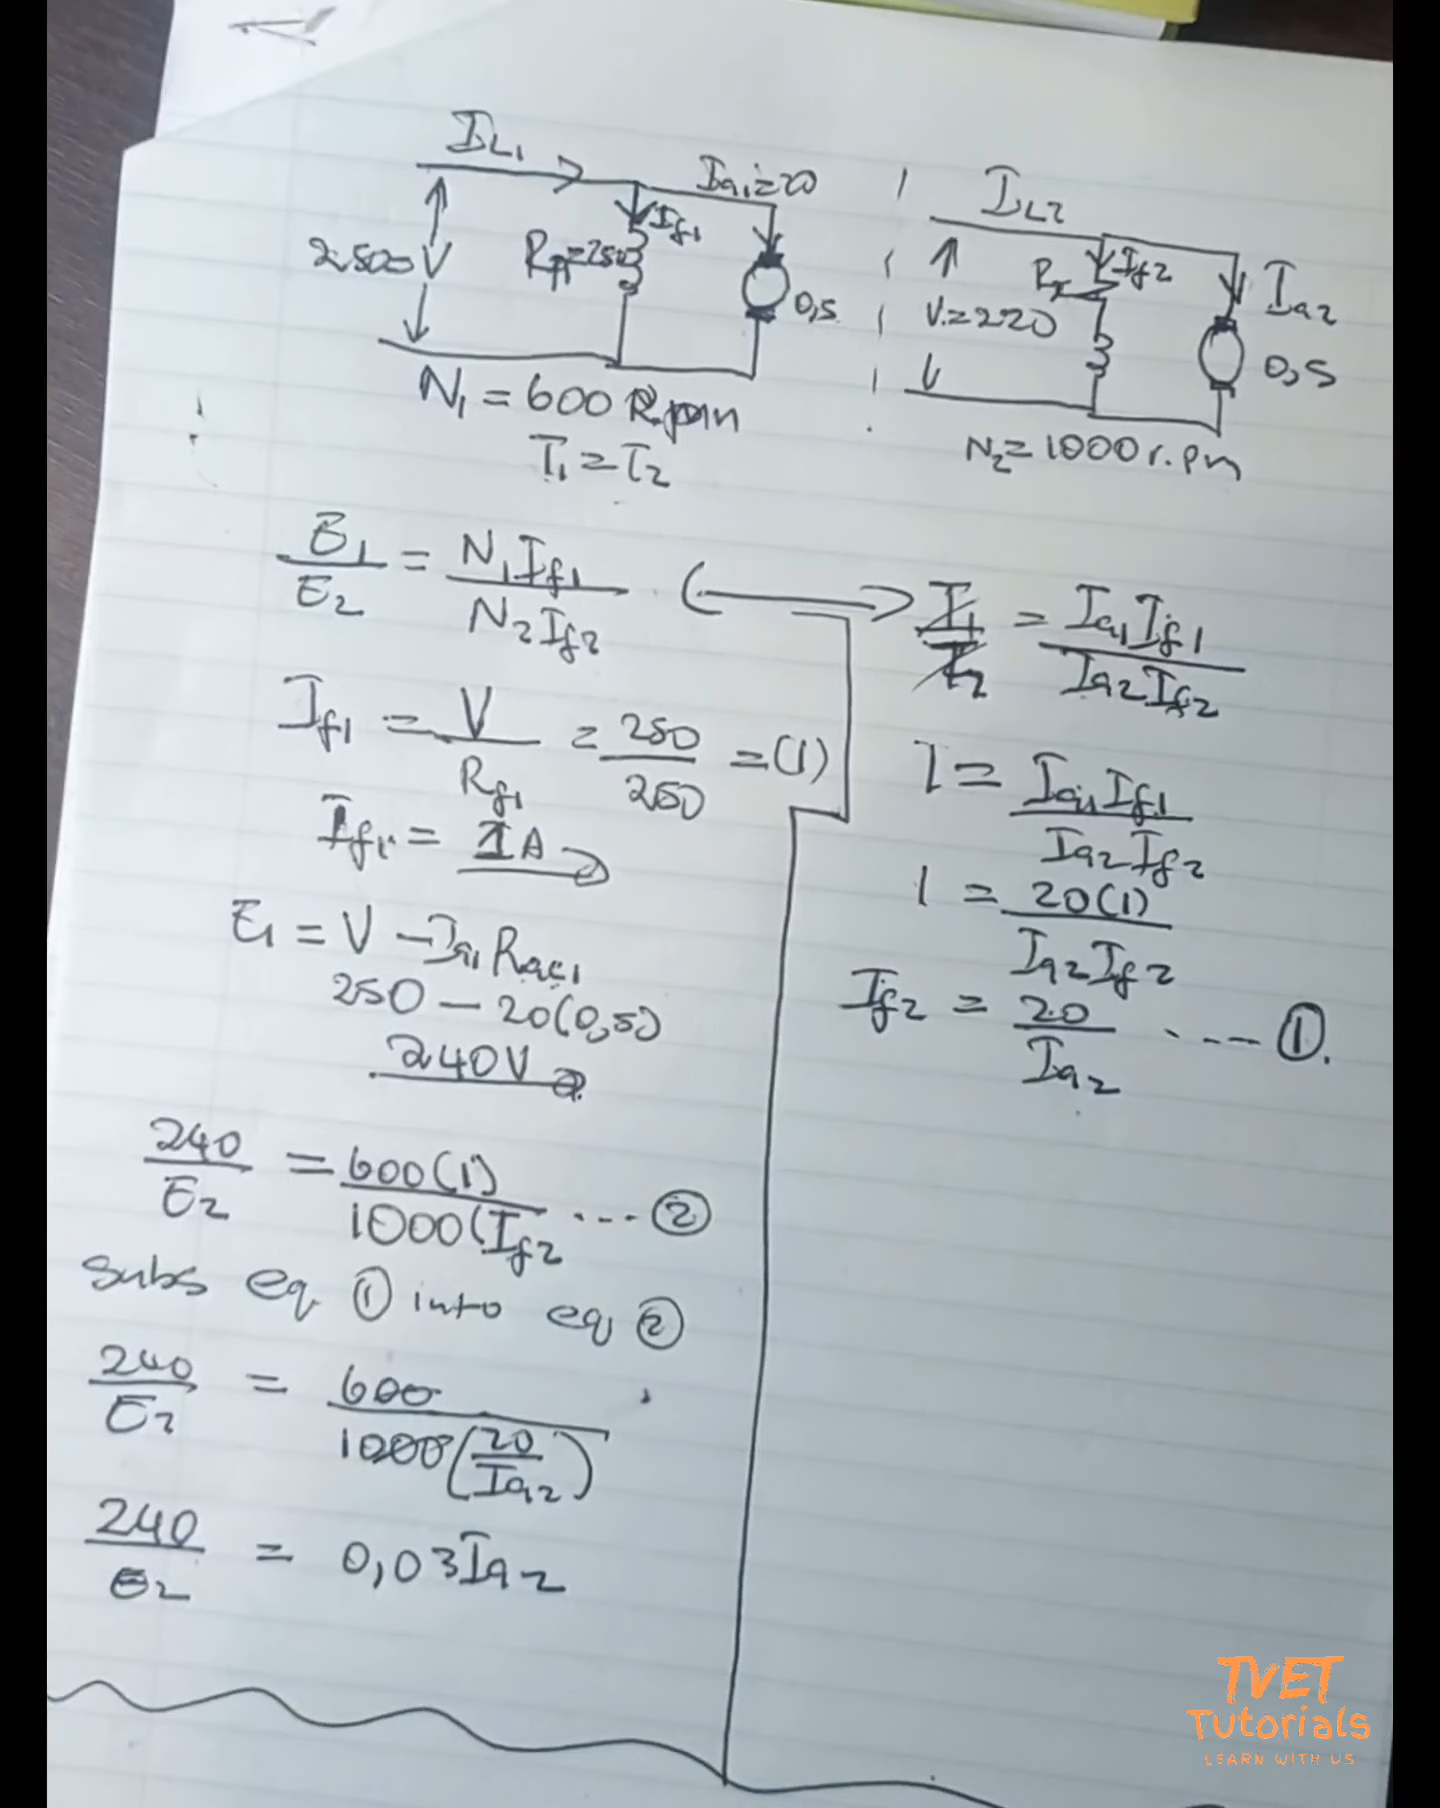 IL1
Ia1=20
If1
Rf1=250
250V
0,5
N1 = 600 Rpm
T1 = T2
IL2
If2
Rx
Ia2
V=220
0,5
N2 = 1000 r.pm
E1/E2 = N1If1/N2If2
If1 = V/Rf1 = 250/250 = (1)
If1 = 1A
E1 = V - Ia1Rac1
250 - 20(0,5)
240V
240/E2 = 600(1)/1000(If2 ---- ②
Subs eq ① into eq ②
240/E2 = 600/1000(20/Ia2)
240/E2 = 0,03Ia2
T1/T2 = Ia1If1/Ia2If2
1 = Ia1If1/Ia2If2
1 = 20(1)/Ia2If2
If2 = 20/Ia2 ---- ①.
TVET
Tutorials
LEARN WITH US